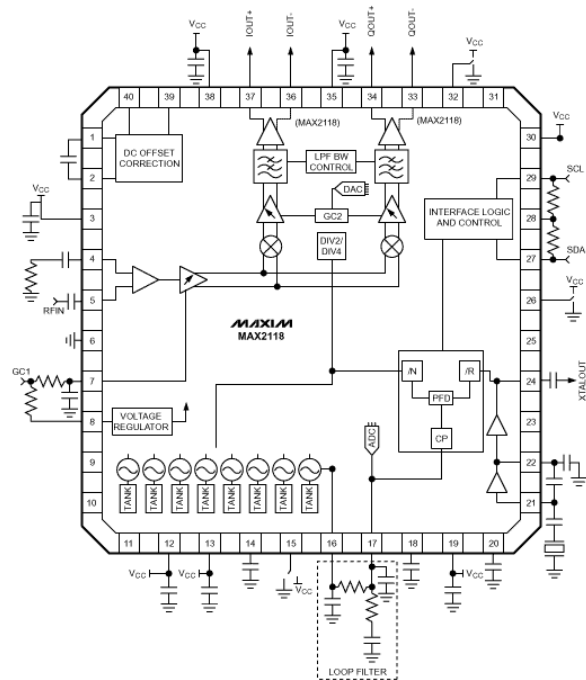 VCC
IOUT+
IOUT-
VCC
QOUT+
QOUT-
VCC
40
39
38
37
36
35
34
33
32
31
(MAX2118)
(MAX2118)
1
DC OFFSET
CORRECTION
2
VCC
3
4
5
RFIN
6
GC1
7
8
VOLTAGE
REGULATOR
9
10
LPF BW
CONTROL
DAC
GC2
DIV2/
DIV4
MAXIM
MAX2118
INTERFACE LOGIC
AND CONTROL
/N
/R
PFD
CP
ADC
TANK
TANK
TANK
TANK
TANK
TANK
TANK
TANK
30
VCC
29
SCL
28
27
SDA
26
VCC
25
24
XTALOUT
23
22
21
11
12
13
14
15
16
17
18
19
20
VCC
VCC
VCC
VCC
LOOP FILTER